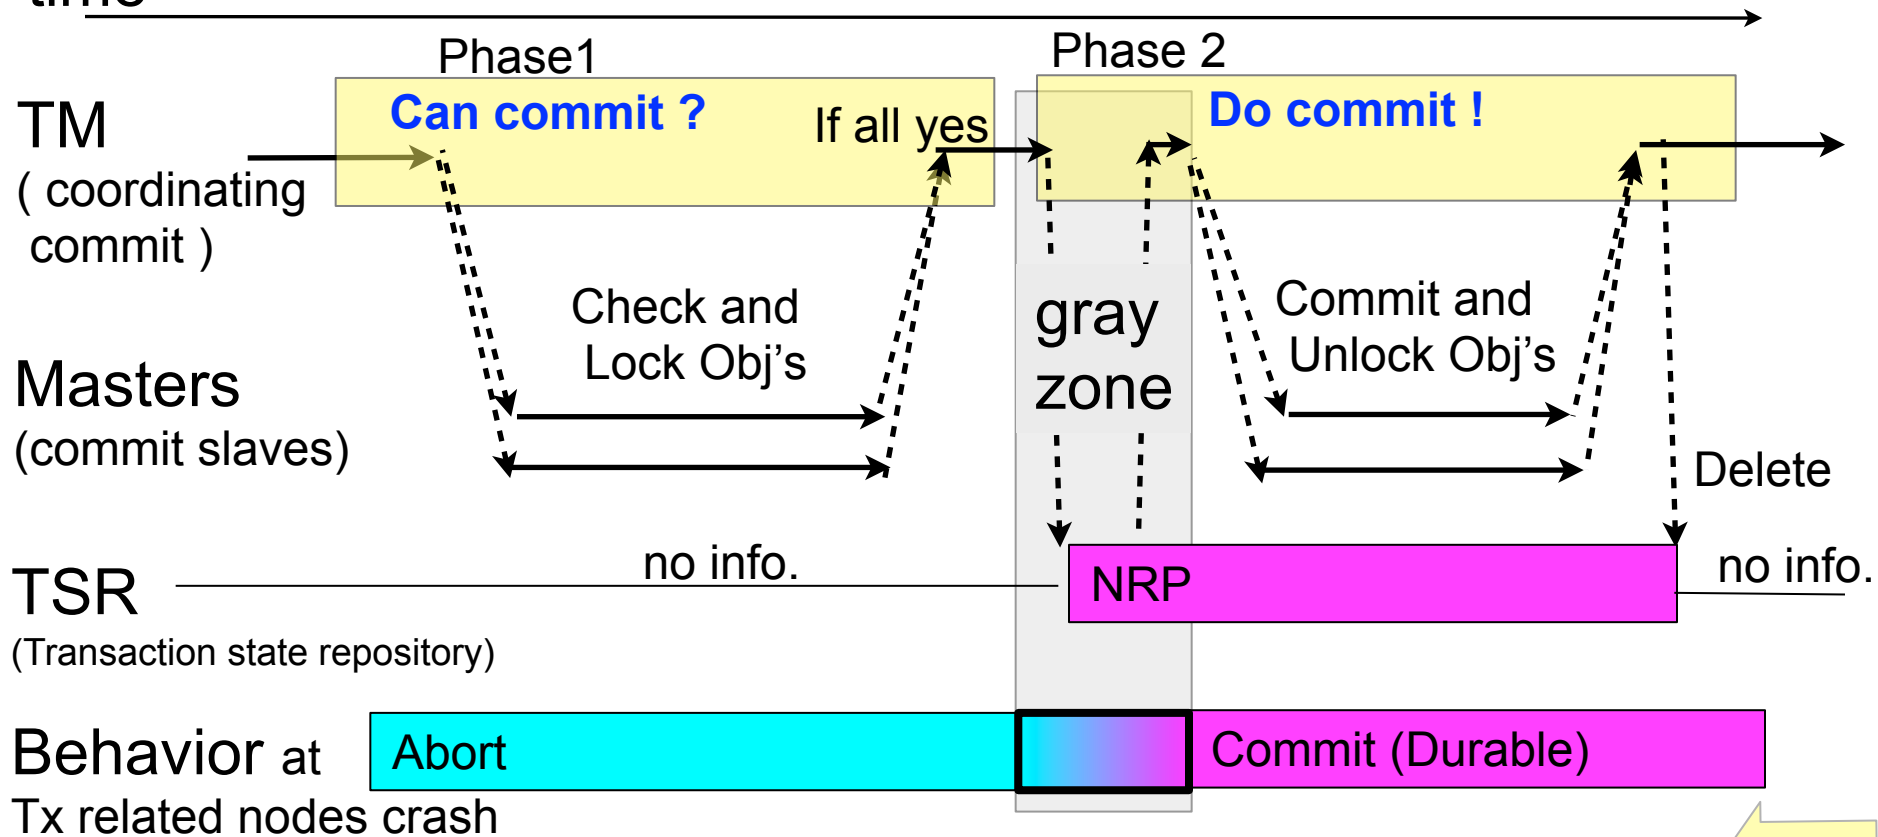 time
Phase1
Phase 2
Can commit ?
If all yes
Do commit !
TM
( coordinating
commit )
Check and
Lock Obj's
gray
zone
Commit and
Unlock Obj's
Masters
(commit slaves)
Delete
no info.
NRP
no info.
TSR
(Transaction state repository)
Behavior at
Tx related nodes crash
Abort
Commit (Durable)